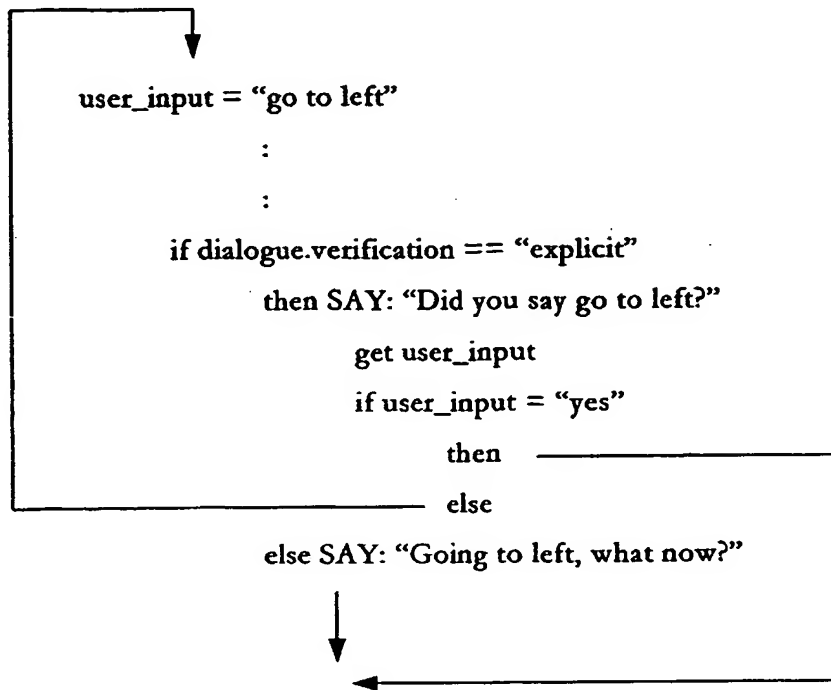 user_input = “go to left”
:
:
if dialogue.verification == “explicit”
then SAY: “Did you say go to left?”
get user_input
if user_input = “yes”
then
else
else SAY: “Going to left, what now?”